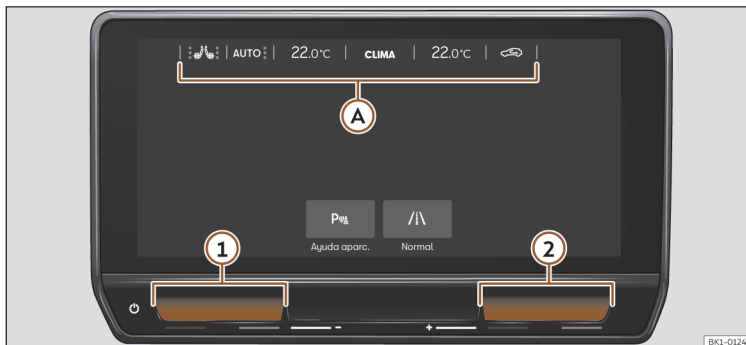 AUTO 22.0°C CLIMA 22.0°C
A
P
Ayuda aparc. Normal
1 2
- +
BK1-0124